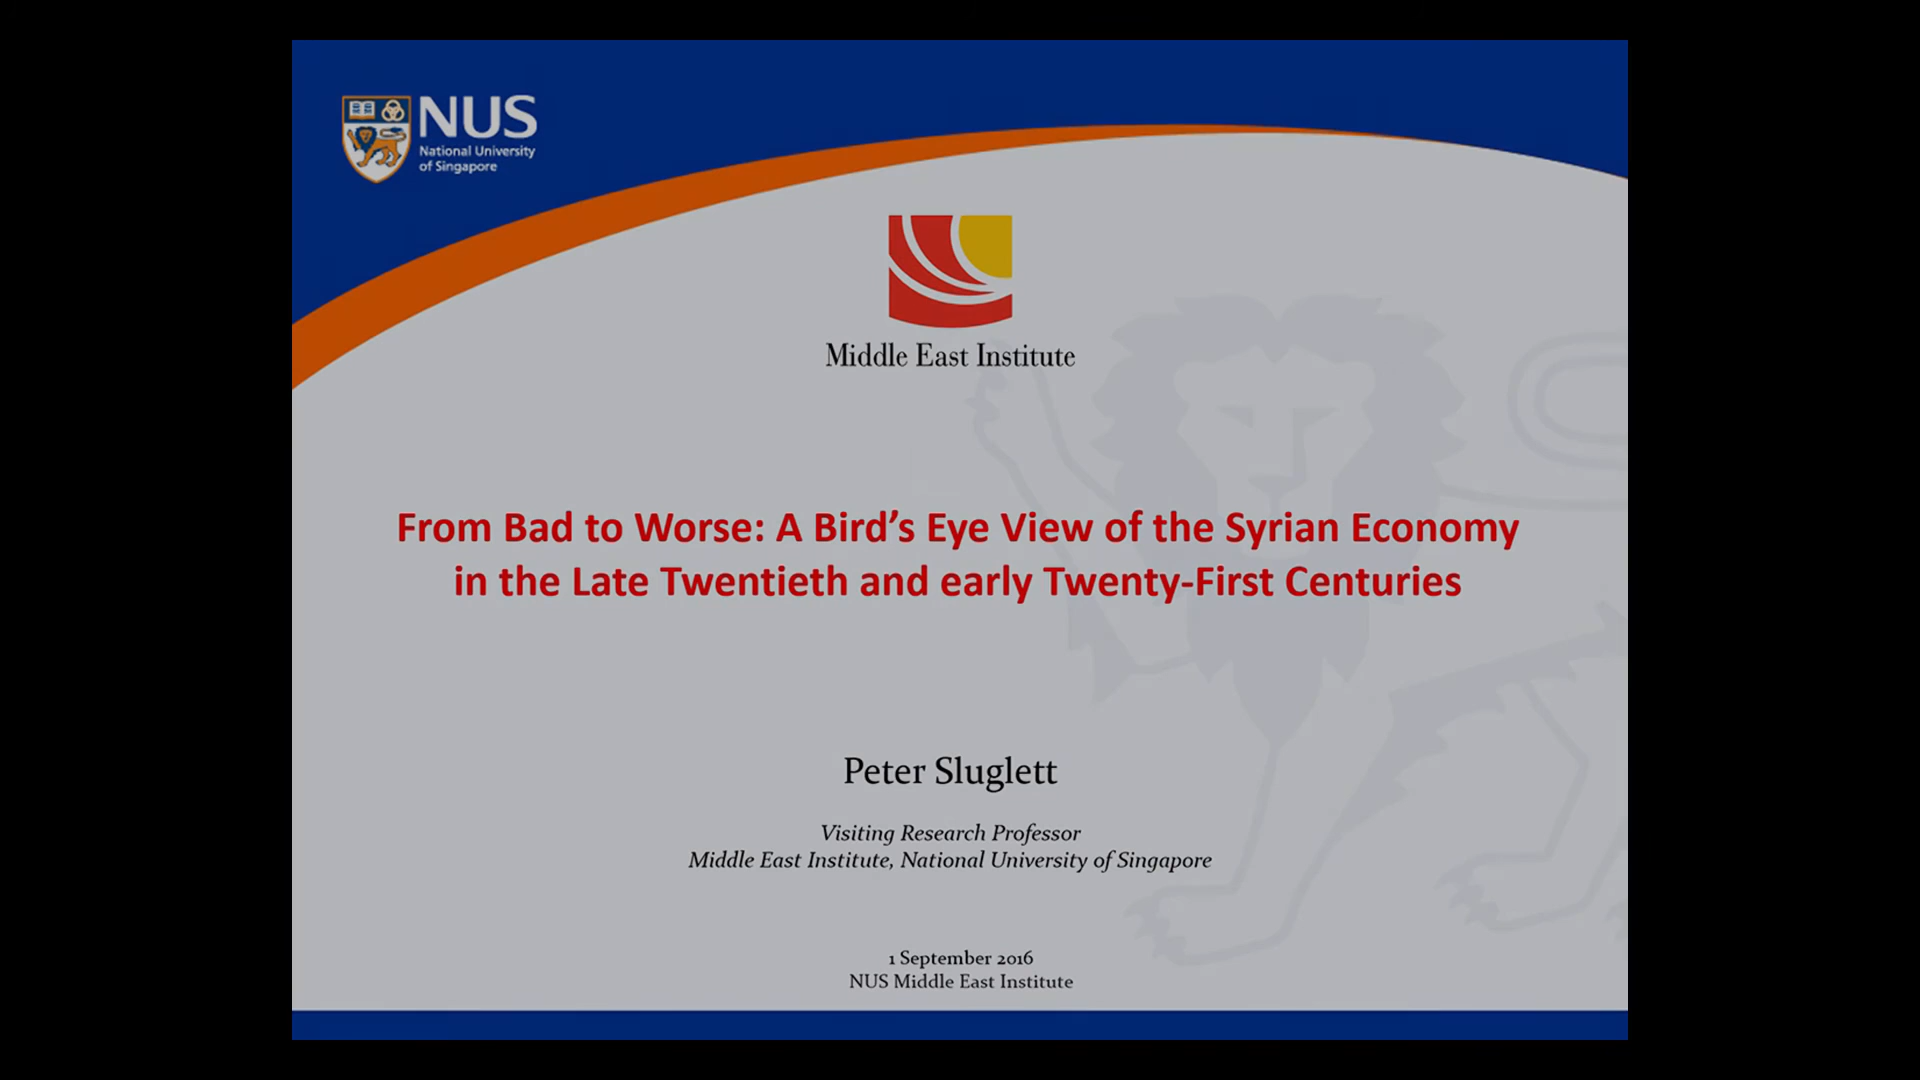 NUS
National University
of Singapore
Middle East Institute
From Bad to Worse: A Bird’s Eye View of the Syrian Economy
in the Late Twentieth and early Twenty-First Centuries
Peter Sluglett
Visiting Research Professor
Middle East Institute, National University of Singapore
1 September 2016
NUS Middle East Institute